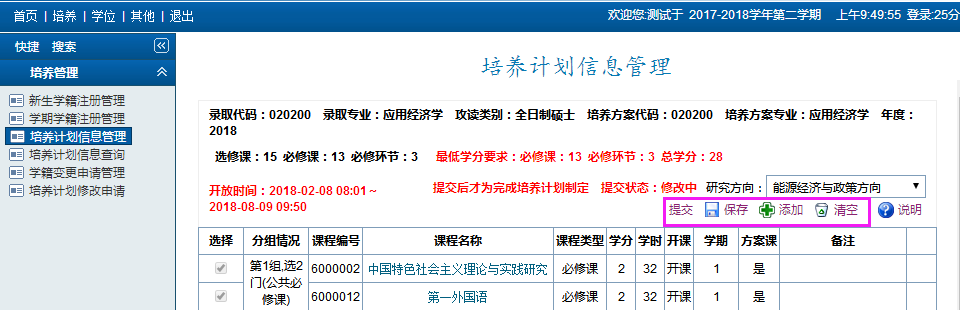 首页 | 培养 | 学位 | 其他 | 退出
欢迎您:测试于 2017-2018学年第二学期 | 上午9:49:55 登录:25分
快捷 搜索
培养管理
新生学籍注册管理
学期学籍注册管理
培养计划信息管理
培养计划信息查询
学籍变更申请管理
培养计划修改申请
培养计划信息管理
录取代码：020200 录取专业：应用经济学 攻读类别：全日制硕士 培养方案代码：020200 培养方案专业：应用经济学 年度：
2018
选修课：15 必修课：13 必修环节：3 最低学分要求：必修课：13 必修环节：3 总学分：28
开放时间：2018-02-08 08:01～
2018-08-09 09:50
提交后才为完成培养计划制定 提交状态：修改中 研究方向： 能源经济与政策方向
提交 保存 添加 清空 说明
选择 分组情况 课程编号 课程名称 课程类型 学分 学时 开课 学期 方案课 备注
第1组,选2
门(公共必
修课)
6000002 中国特色社会主义理论与实践研究 必修课 2 32 开课 1 是
6000012 第一外国语 必修课 2 32 开课 1 是